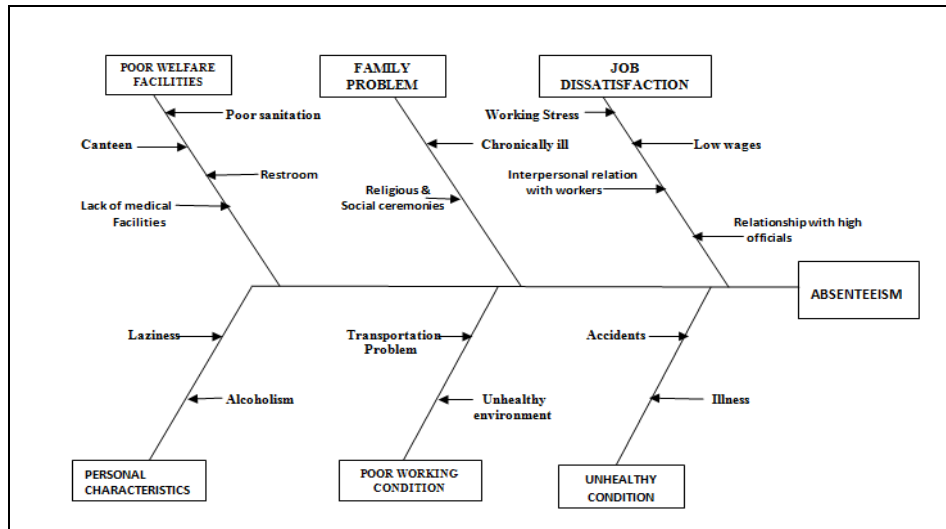 POOR WELFARE
FACILITIES
FAMILY
PROBLEM
JOB
DISSATISFACTION
Poor sanitation
Canteen
Restroom
Lack of medical
Facilities
Chronically ill
Religious &
Social ceremonies
Working Stress
Low wages
Interpersonal relation
with workers
Relationship with high
officials
ABSENTEEISM
Laziness
Alcoholism
Transportation
Problem
Unhealthy
environment
Accidents
Illness
PERSONAL
CHARACTERISTICS
POOR WORKING
CONDITION
UNHEALTHY
CONDITION